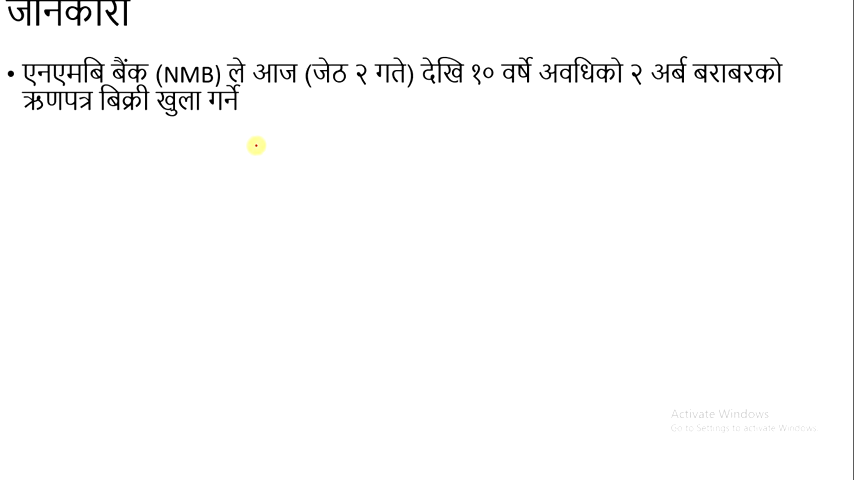 जानकारी
• एनएमबि बैंक (NMB) ले आज (जेठ २ गते) देखि १० वर्षे अवधिको २ अर्ब बराबरको
ऋणपत्र बिक्री खुला गर्ने
Activate Windows
Go to Settings to activate Windows.